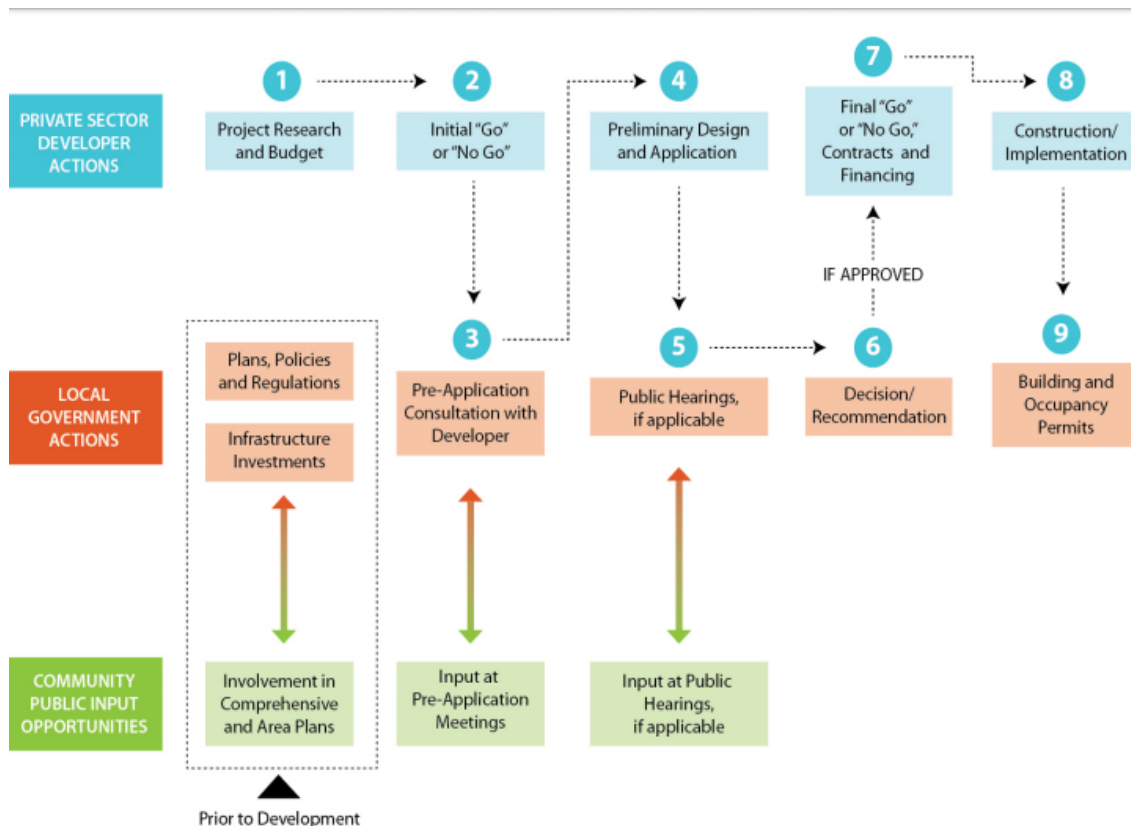 1
2
4
7
8
PRIVATE SECTOR
DEVELOPER
ACTIONS
Project Research
and Budget
Initial "Go"
or "No Go"
Preliminary Design
and Application
Final "Go"
or "No Go,"
Contracts and
Financing
Construction/
Implementation
IF APPROVED
3
5
6
9
LOCAL
GOVERNMENT
ACTIONS
Plans, Policies
and Regulations
Infrastructure
Investments
Pre-Application
Consultation with
Developer
Public Hearings,
if applicable
Decision/
Recommendation
Building and
Occupancy
Permits
COMMUNITY
PUBLIC INPUT
OPPORTUNITIES
Involvement in
Comprehensive
and Area Plans
Input at
Pre-Application
Meetings
Input at Public
Hearings,
if applicable
Prior to Development